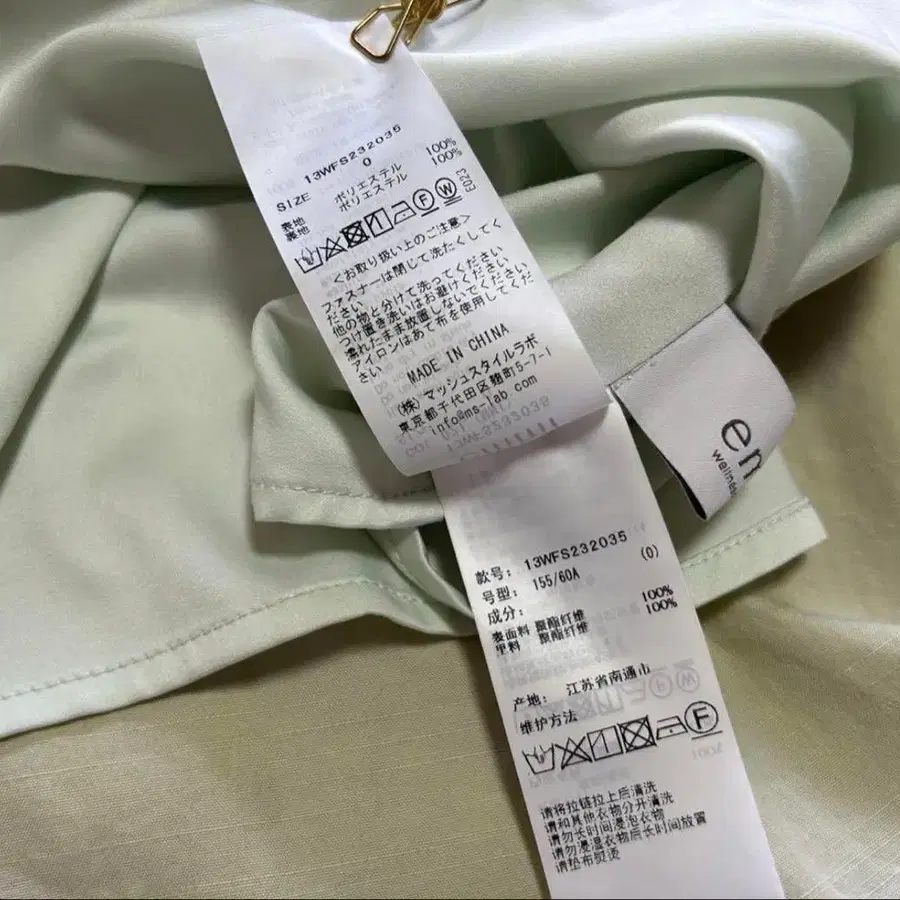 13WFS232035
SIZE 0
表地 ポリエステル 100%
裏地 ポリエステル 100%
E023
<お取り扱い上のご注意>
ファスナーは閉じて洗たくしてく
ださい。
他の物と分けて洗ってください。
つけ置き洗いはお避けください。
濡れたまま放置しないでください。
アイロンはあて布を使用してくだ
さい。
MADE IN CHINA
(株)マッシュスタイルラボ
東京都千代田区麹町5-7-1
info@ms-lab.com
em
wellnes
款号: 13WFS232035
号型: 155/60A (0)
成分:
表面料 聚酯纤维 100%
里料 聚酯纤维 100%
产地: 江苏省南通市
维护方法
请将拉链拉上后清洗
请和其他衣物分开清洗
请勿长时间浸泡衣物
请勿浸湿衣物后长时间放置
请垫布熨烫